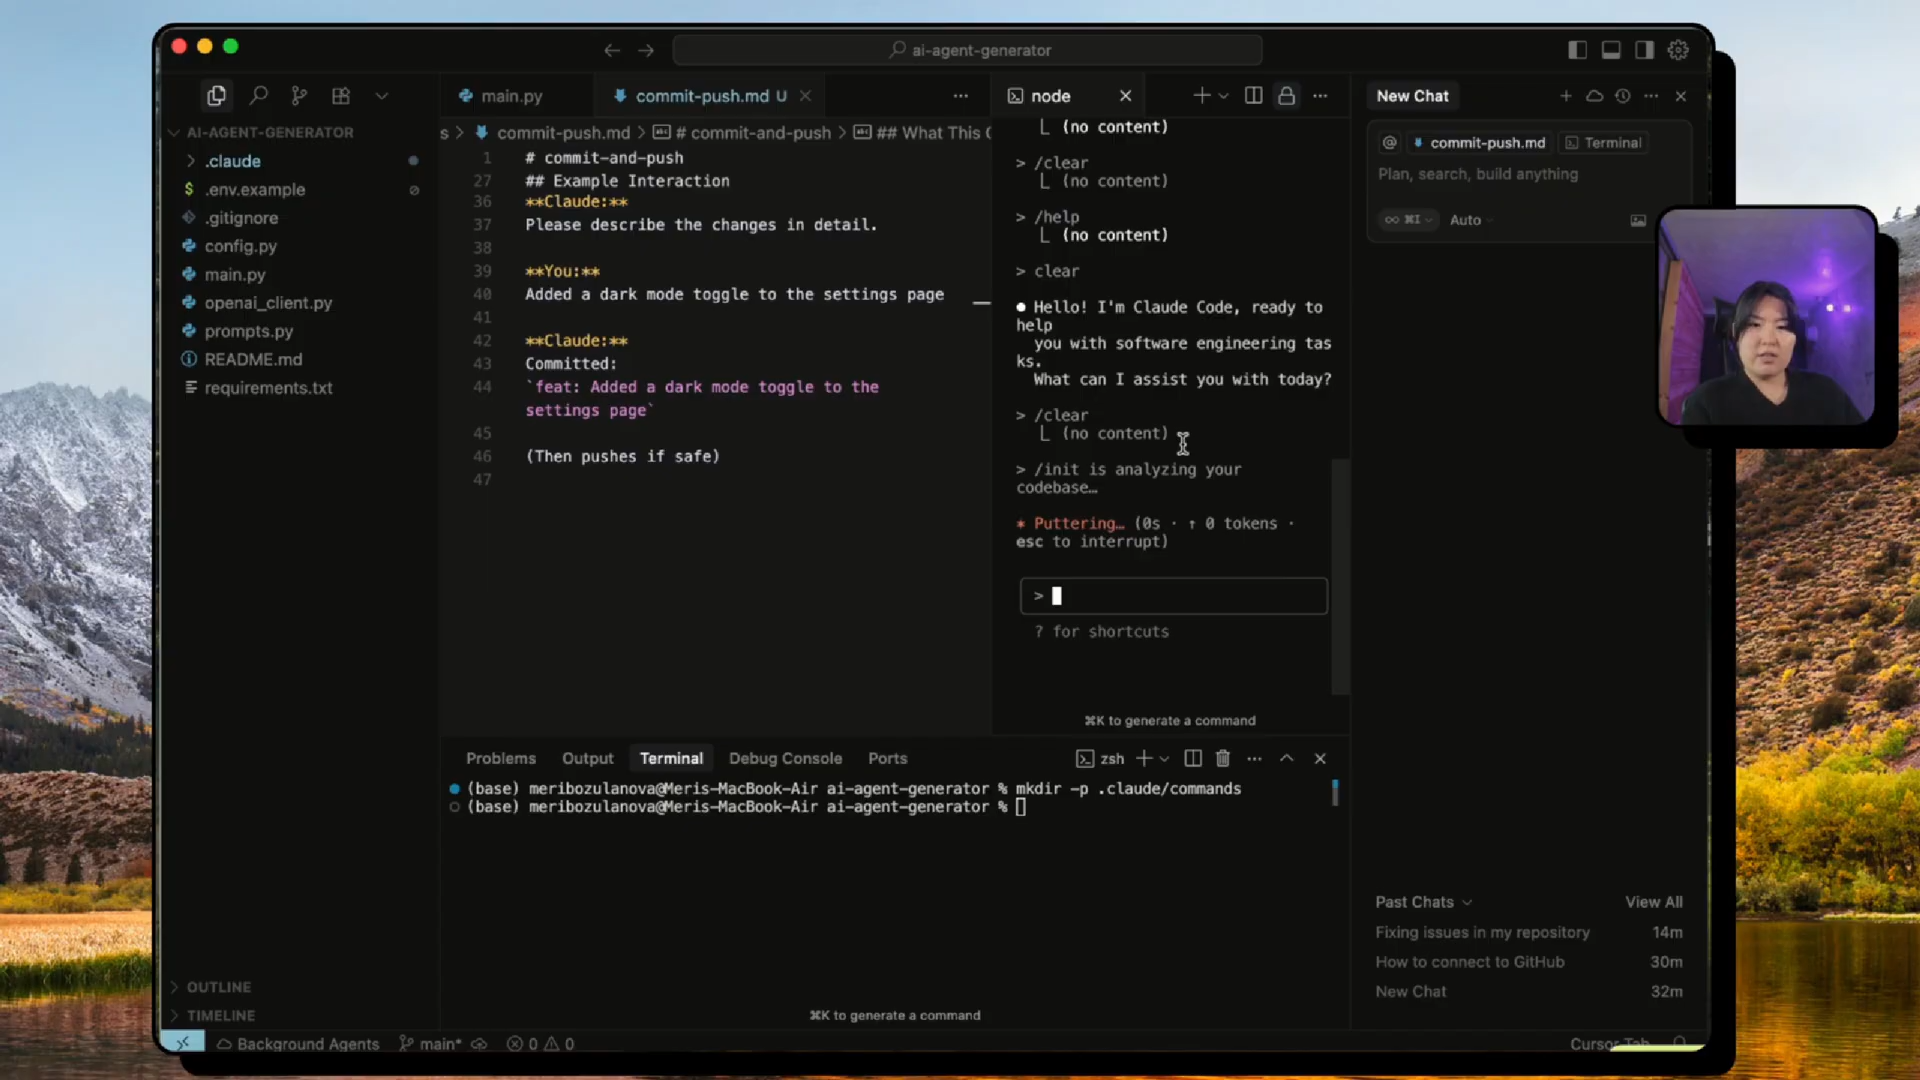 ai-agent-generator
main.py
commit-push.md U
node
New Chat
AI-AGENT-GENERATOR
.claude
.env.example
.gitignore
config.py
main.py
openai_client.py
prompts.py
README.md
requirements.txt
OUTLINE
TIMELINE
s > commit-push.md > # commit-and-push > ## What This C
1 # commit-and-push
27 ## Example Interaction
36 **Claude:**
37 Please describe the changes in detail.
38
39 **You:**
40 Added a dark mode toggle to the settings page
41
42 **Claude:**
43 Committed:
44 `feat: Added a dark mode toggle to the
settings page`
45
46 (Then pushes if safe)
47
(no content)
> /clear
(no content)
> /help
(no content)
> clear
Hello! I'm Claude Code, ready to
help
you with software engineering tas
ks.
What can I assist you with today?
> /clear
(no content)
> /init is analyzing your
codebase…
* Puttering… (0s · ↑ 0 tokens ·
esc to interrupt)
>
? for shortcuts
⌘K to generate a command
@ commit-push.md Terminal
Plan, search, build anything
∞ ⌘I Auto
Past Chats View All
Fixing issues in my repository 14m
How to connect to GitHub 30m
New Chat 32m
Problems Output Terminal Debug Console Ports
zsh
(base) meribozulanova@Meris-MacBook-Air ai-agent-generator % mkdir -p .claude/commands
(base) meribozulanova@Meris-MacBook-Air ai-agent-generator %
⌘K to generate a command
Background Agents main* 0 0
Cursor Tab